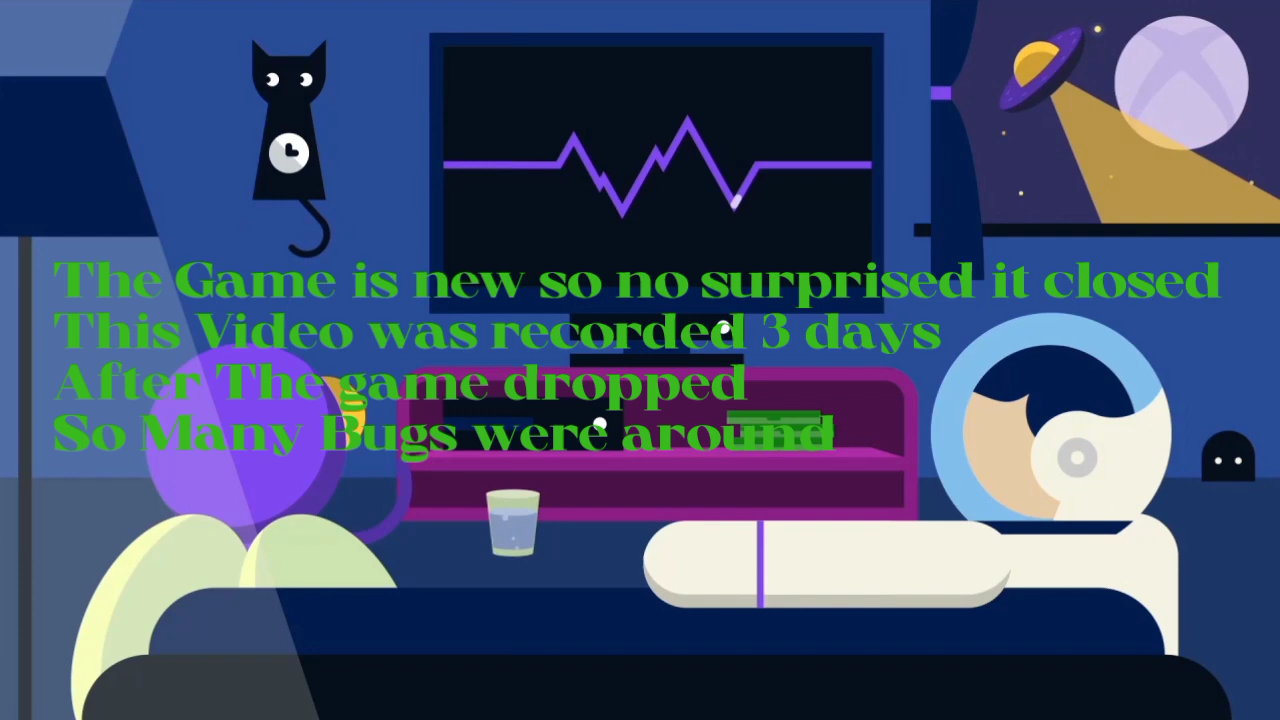 The Game is new so no surprised it closed
This Video was recorded 3 days
After The game dropped
So Many Bugs were around